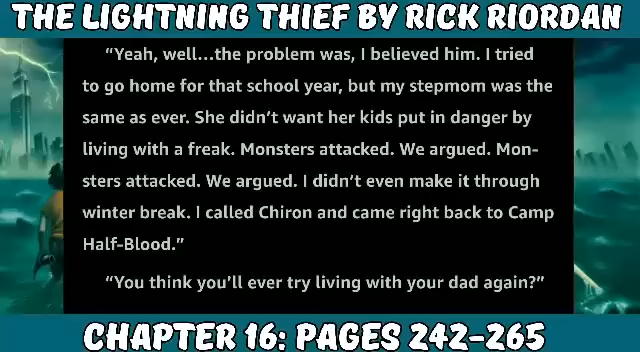 THE LIGHTNING THIEF BY RICK RIORDAN
“Yeah, well...the problem was, I believed him. I tried
to go home for that school year, but my stepmom was the
same as ever. She didn’t want her kids put in danger by
living with a freak. Monsters attacked. We argued. Mon-
sters attacked. We argued. I didn’t even make it through
winter break. I called Chiron and came right back to Camp
Half-Blood.”
“You think you’ll ever try living with your dad again?”
CHAPTER 16: PAGES 242-265